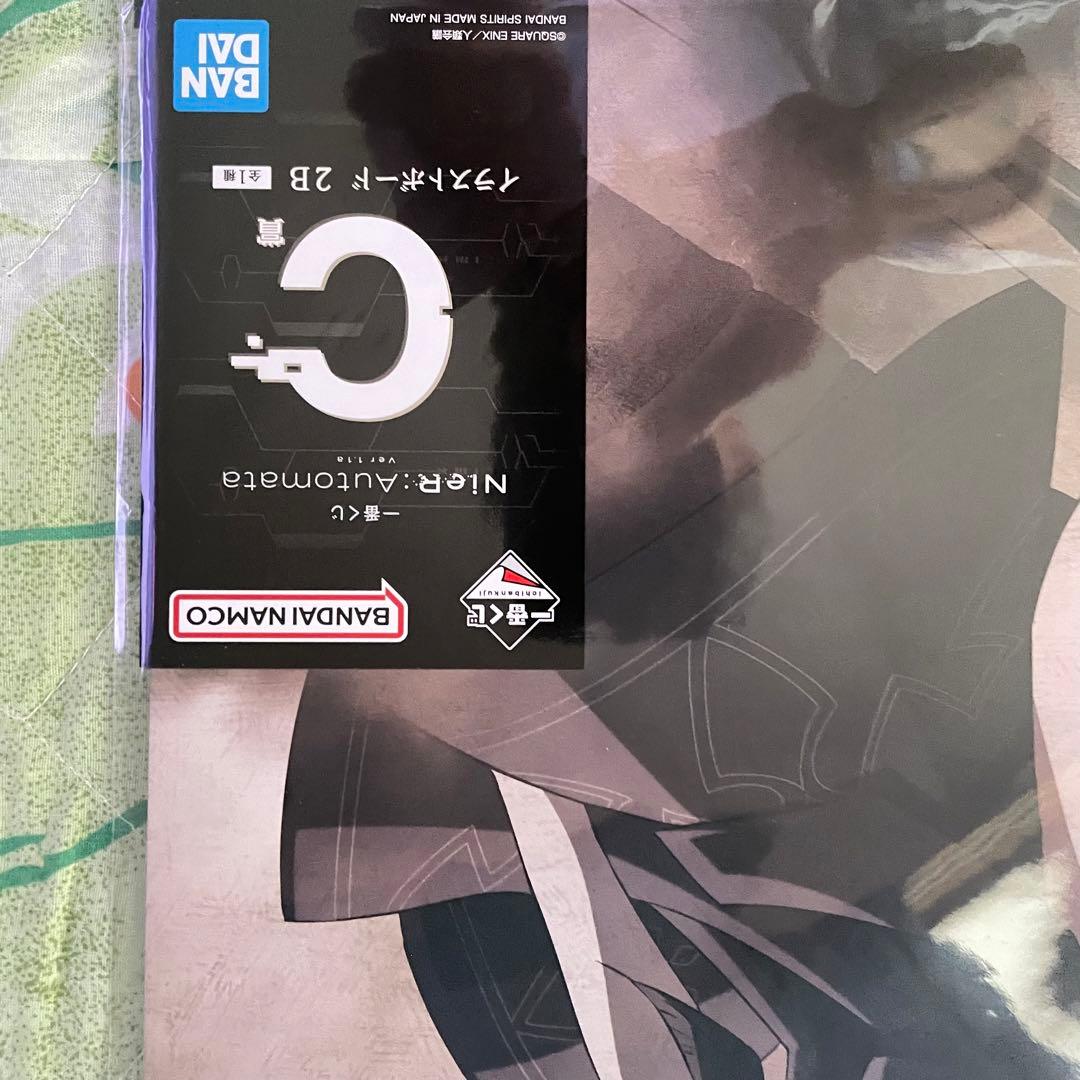 BANDAI NAMCO
一番くじ
ichibankuji
一番くじ
NieR:Automata
Ver1.1a
C賞
イラストボード 2B 全1種
©SQUARE ENIX／人類会議
BANDAI SPIRITS MADE IN JAPAN
BAN
DAI